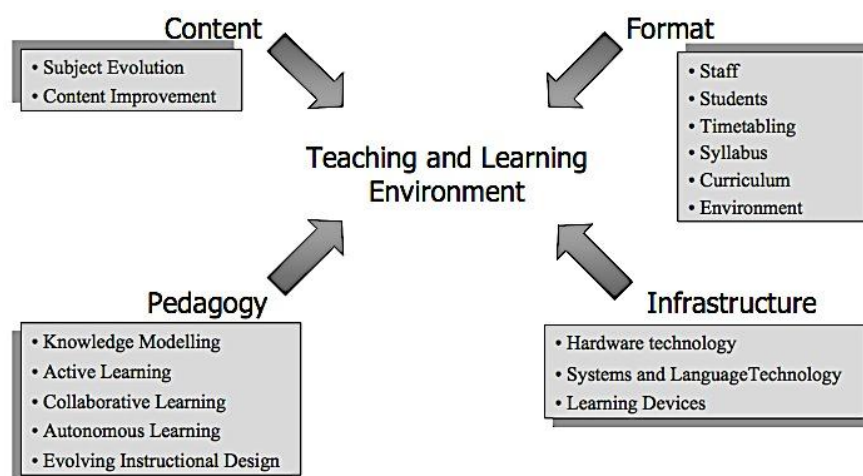 Content
• Subject Evolution
• Content Improvement
Format
• Staff
• Students
• Timetabling
• Syllabus
• Curriculum
• Environment
Teaching and Learning
Environment
Pedagogy
• Knowledge Modelling
• Active Learning
• Collaborative Learning
• Autonomous Learning
• Evolving Instructional Design
Infrastructure
• Hardware technology
• Systems and LanguageTechnology
• Learning Devices